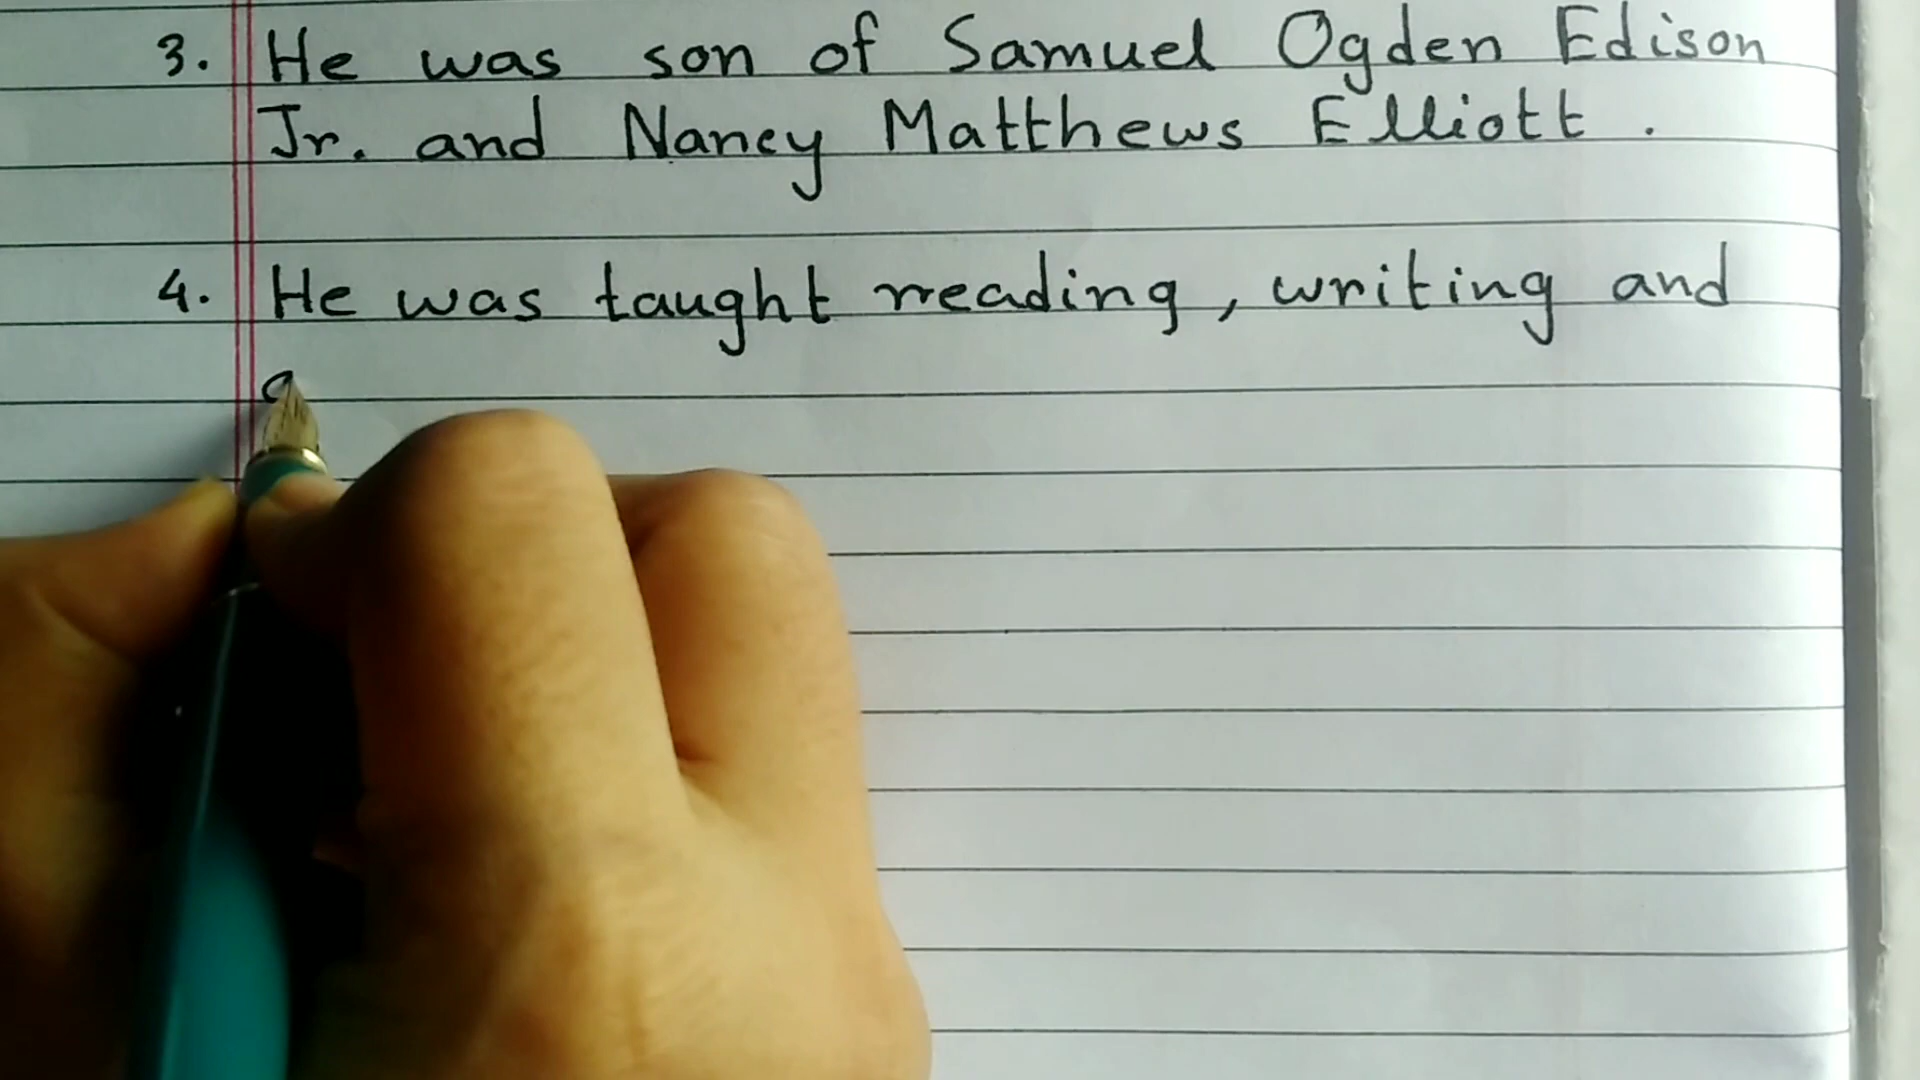 3. He was son of Samuel Ogden Edison
Jr. and Nancy Matthews Elliott.
4. He was taught reading, writing and
a